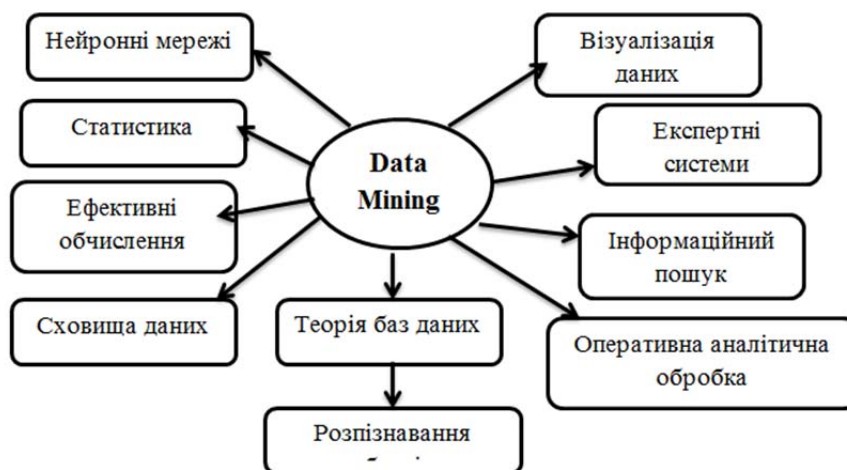 Нейронні мережі
Візуалізація
даних
Статистика
Експертні
системи
Data
Mining
Ефективні
обчислення
Інформаційний
пошук
Сховища даних
Теорія баз даних
Оперативна аналітична
обробка
Розпізнавання